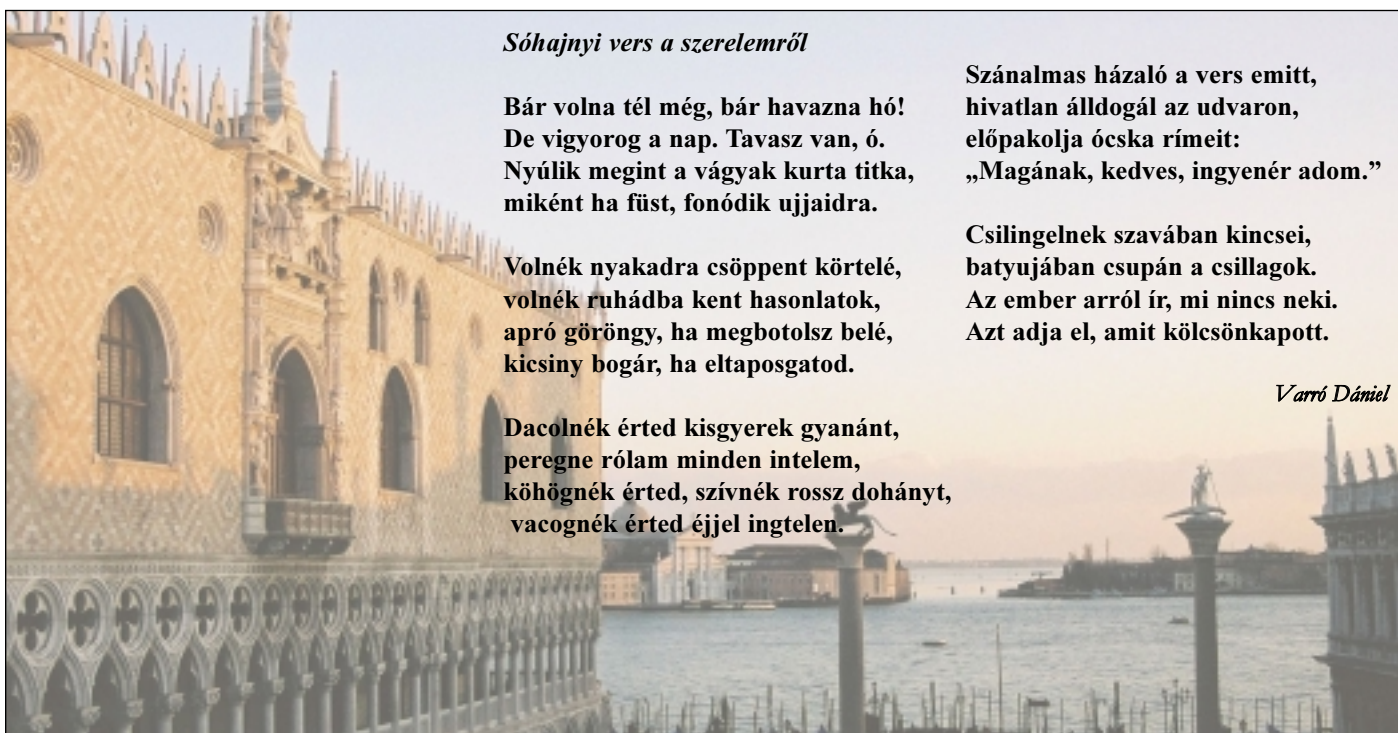 Sóhajnyi vers a szerelemről
Bár volna tél még, bár havazna hó!
De vigyorog a nap. Tavasz van, ó.
Nyúlik megint a vágyak kurta titka,
miként ha füst, fonódik ujjaidra.
Volnék nyakadra csöppent körtelé,
volnék ruhádba kent hasonlatok,
apró göröngy, ha megbotolsz belé,
kicsiny bogár, ha eltaposgatod.
Dacolnék érted kisgyerek gyanánt,
peregne rólam minden intelem,
köhögnék érted, szívnék rossz dohányt,
vacognék érted éjjel ingtelen.
Szánalmas házaló a vers emitt,
hivatlan álldogál az udvaron,
előpakolja ócska rímeit:
„Magának, kedves, ingyenér adom.”
Csilingelnek szavában kincsei,
batyujában csupán a csillagok.
Az ember arról ír, mi nincs neki.
Azt adja el, amit kölcsönkapott.
Varró Dániel